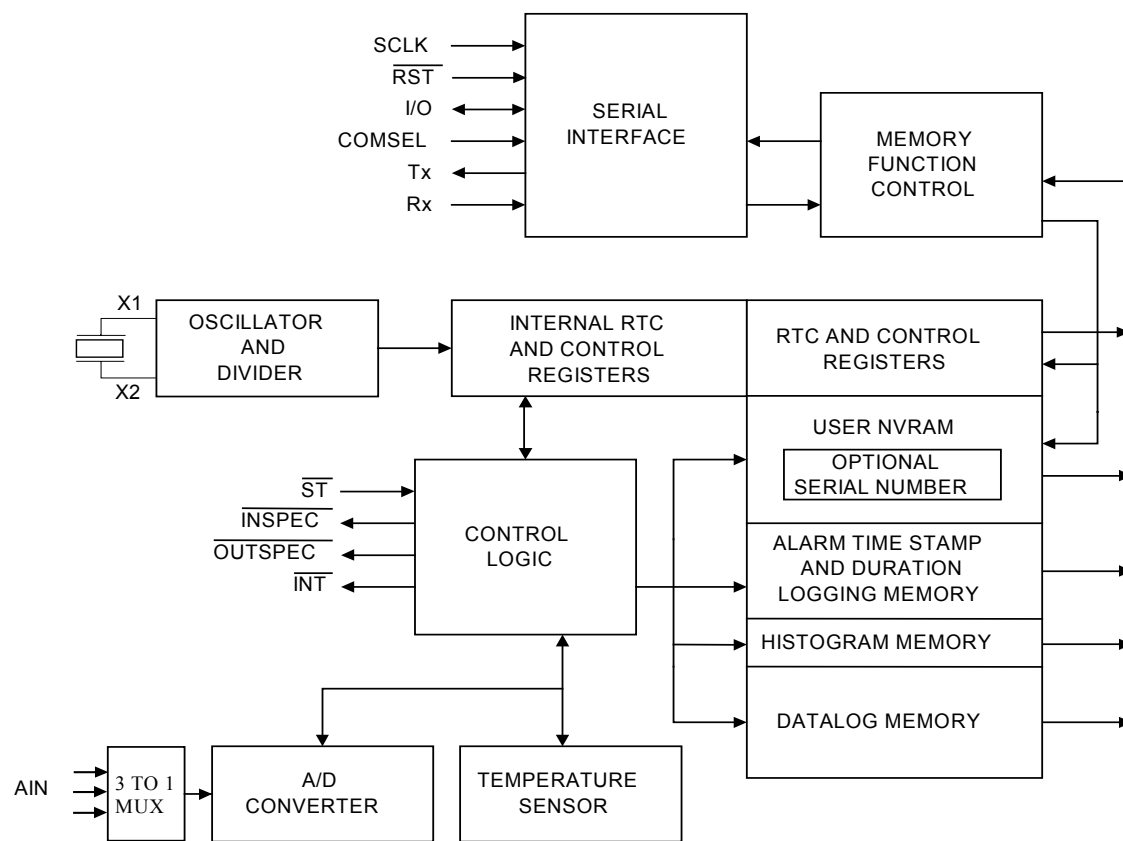 SCLK
RST
I/O
COMSEL
Tx
Rx
SERIAL
INTERFACE
MEMORY
FUNCTION
CONTROL
X1
X2
OSCILLATOR
AND
DIVIDER
INTERNAL RTC
AND CONTROL
REGISTERS
RTC AND CONTROL
REGISTERS
USER NVRAM
OPTIONAL
SERIAL NUMBER
ST
INSPEC
OUTSPEC
INT
CONTROL
LOGIC
ALARM TIME STAMP
AND DURATION
LOGGING MEMORY
HISTOGRAM MEMORY
DATALOG MEMORY
AIN
3 TO 1
MUX
A/D
CONVERTER
TEMPERATURE
SENSOR